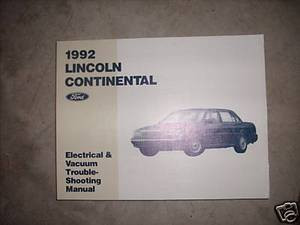 1992
LINCOLN
CONTINENTAL
Ford
Electrical &
Vacuum
Trouble-
Shooting
Manual